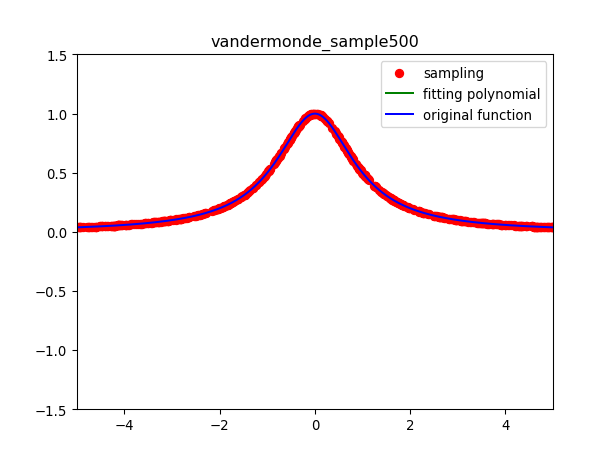 vandermonde_sample500
sampling
fitting polynomial
original function
1.5
1.0
0.5
0.0
−0.5
−1.0
−1.5
−4 −2 0 2 4